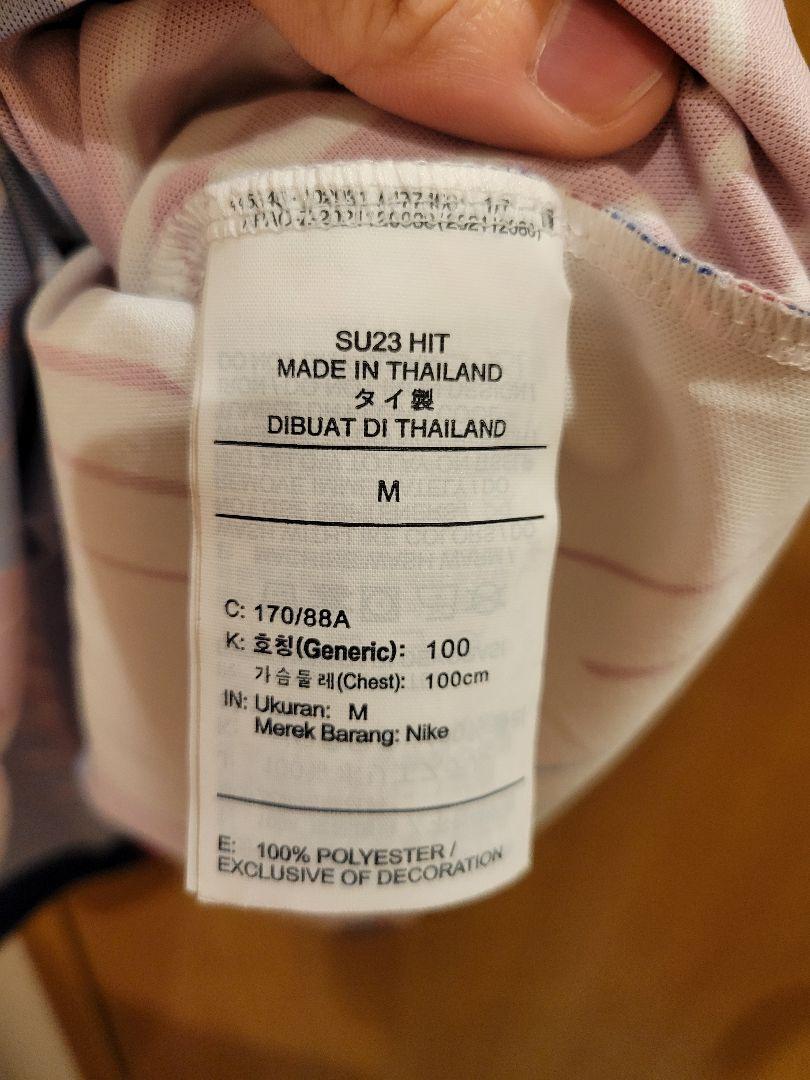 SU23 HIT
MADE IN THAILAND
タイ製
DIBUAT DI THAILAND
M
C: 170/88A
K: 호칭(Generic): 100
가슴둘레(Chest): 100cm
IN: Ukuran: M
Merek Barang: Nike
E: 100% POLYESTER /
EXCLUSIVE OF DECORATION